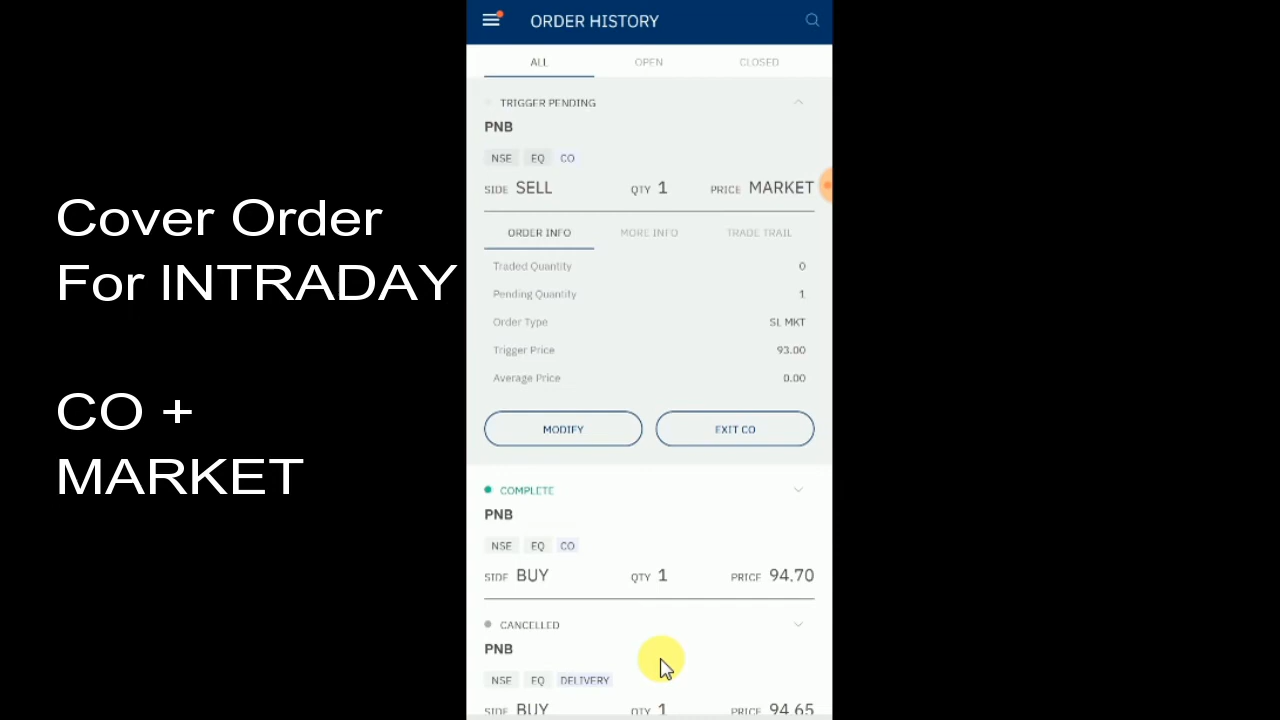 Cover Order
For INTRADAY
CO +
MARKET
ORDER HISTORY
ALL OPEN CLOSED
TRIGGER PENDING
PNB
NSE EQ CO
SIDE SELL QTY 1 PRICE MARKET
ORDER INFO MORE INFO TRADE TRAIL
Traded Quantity 0
Pending Quantity 1
Order Type SL MKT
Trigger Price 93.00
Average Price 0.00
MODIFY EXIT CO
COMPLETE
PNB
NSE EQ CO
SIDE BUY QTY 1 PRICE 94.70
CANCELLED
PNB
NSE EQ DELIVERY
SIDE BUY QTY 1 PRICE 94.65